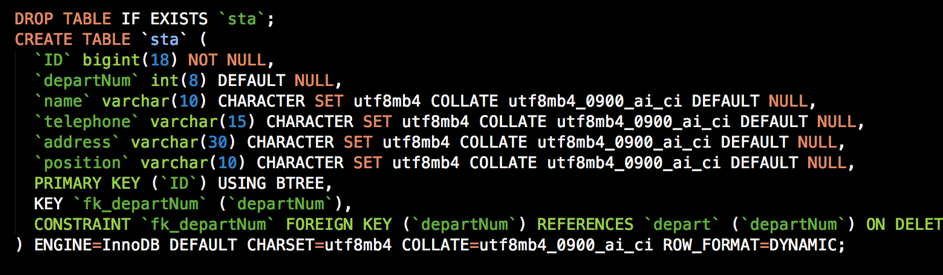 DROP TABLE IF EXISTS `sta`;
CREATE TABLE `sta` (
`ID` bigint(18) NOT NULL,
`departNum` int(8) DEFAULT NULL,
`name` varchar(10) CHARACTER SET utf8mb4 COLLATE utf8mb4_0900_ai_ci DEFAULT NULL,
`telephone` varchar(15) CHARACTER SET utf8mb4 COLLATE utf8mb4_0900_ai_ci DEFAULT NULL,
`address` varchar(30) CHARACTER SET utf8mb4 COLLATE utf8mb4_0900_ai_ci DEFAULT NULL,
`position` varchar(10) CHARACTER SET utf8mb4 COLLATE utf8mb4_0900_ai_ci DEFAULT NULL,
PRIMARY KEY (`ID`) USING BTREE,
KEY `fk_departNum` (`departNum`),
CONSTRAINT `fk_departNum` FOREIGN KEY (`departNum`) REFERENCES `depart` (`departNum`) ON DELET
) ENGINE=InnoDB DEFAULT CHARSET=utf8mb4 COLLATE=utf8mb4_0900_ai_ci ROW_FORMAT=DYNAMIC;